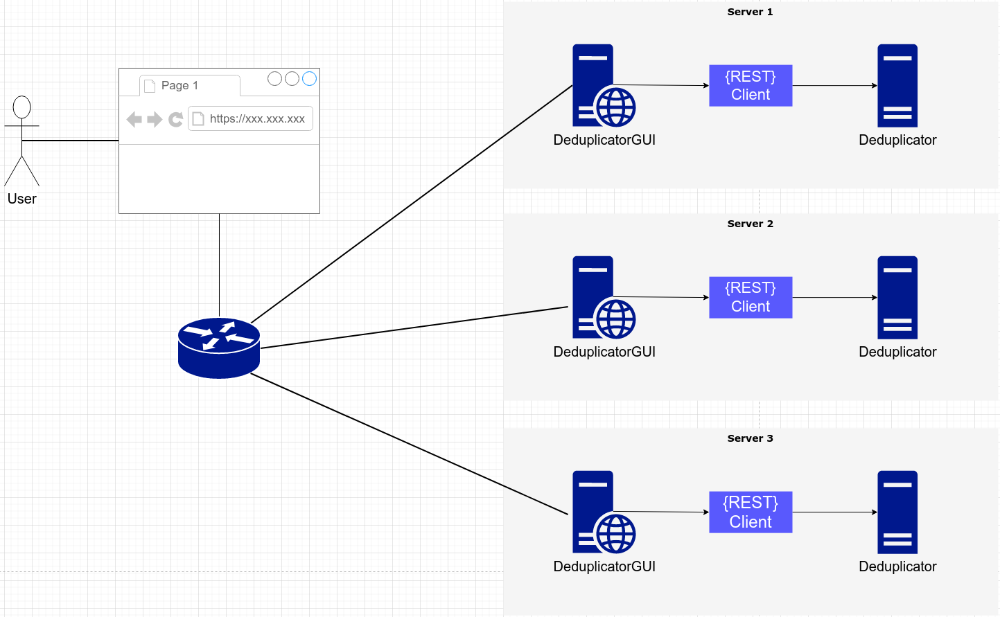 User
Page 1
https://xxx.xxx.xxx
Server 1
{REST}
Client
DeduplicatorGUI
Deduplicator
Server 2
{REST}
Client
DeduplicatorGUI
Deduplicator
Server 3
{REST}
Client
DeduplicatorGUI
Deduplicator